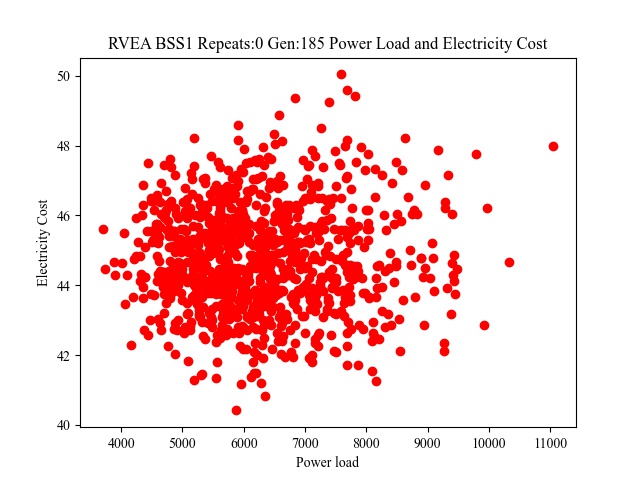 RVEA BSS1 Repeats:0 Gen:185 Power Load and Electricity Cost
50
48
46
44
42
40
Electricity Cost
4000 5000 6000 7000 8000 9000 10000 11000
Power load